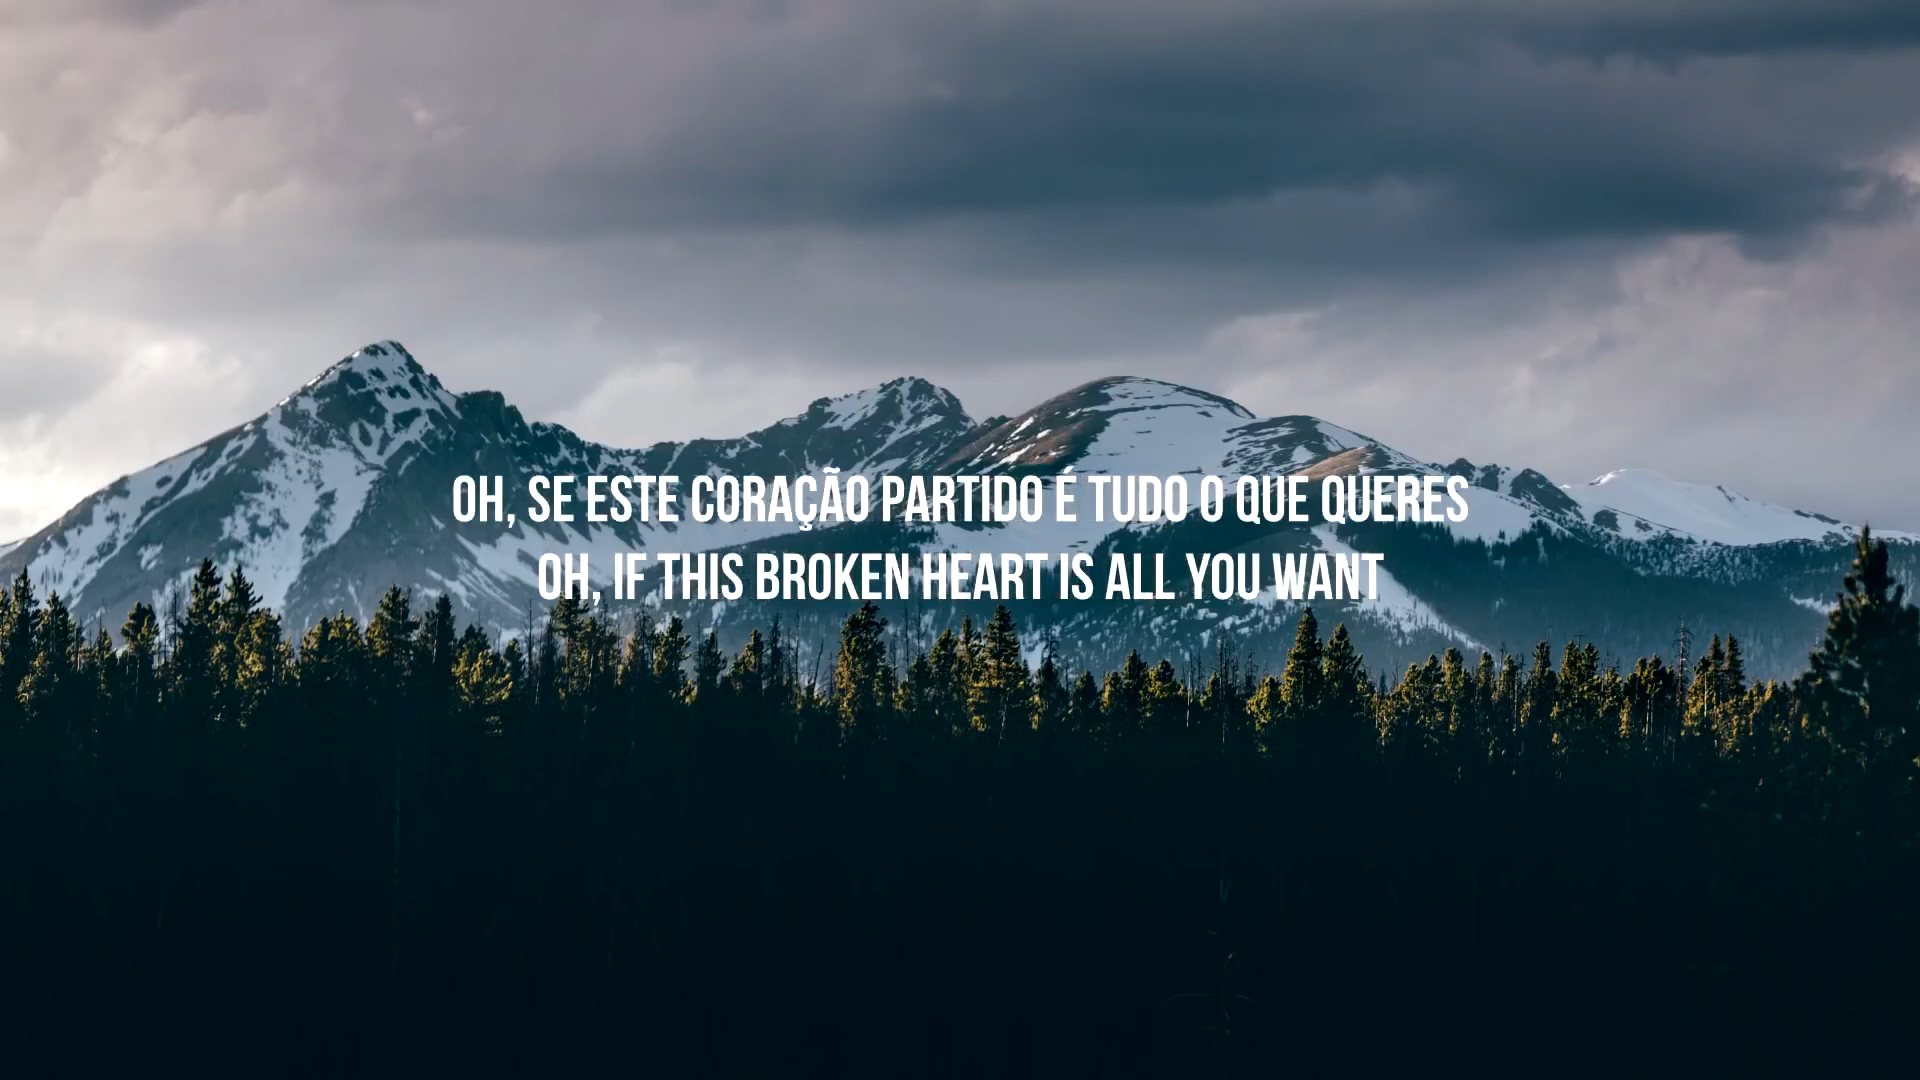 OH, SE ESTE CORAÇÃO PARTIDO É TUDO O QUE QUERES
OH, IF THIS BROKEN HEART IS ALL YOU WANT